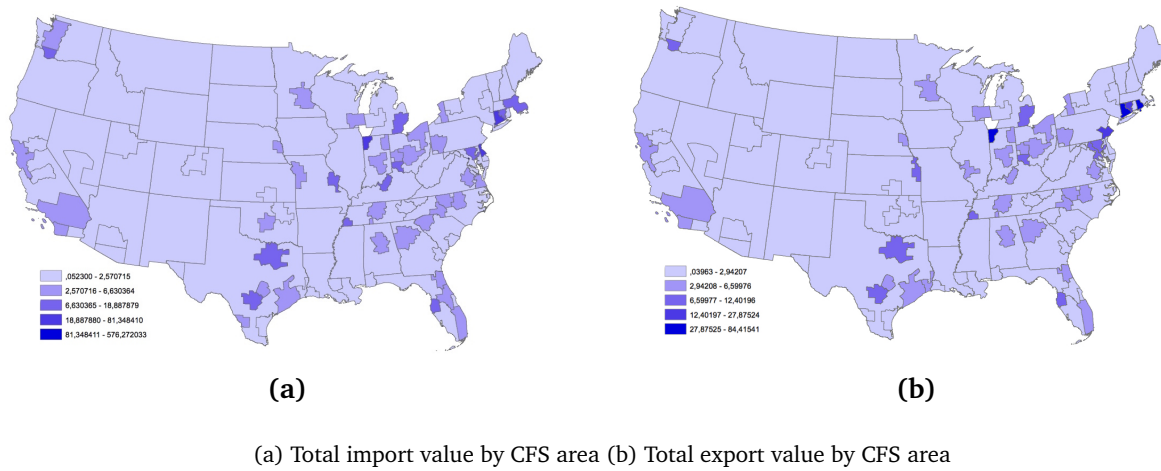 ,052300 - 2,570715
2,570716 - 6,630364
6,630365 - 18,887879
18,887880 - 81,348410
81,348411 - 576,272033
(a)
,03963 - 2,94207
2,94208 - 6,59976
6,59977 - 12,40196
12,40197 - 27,87524
27,87525 - 84,41541
(b)
(a) Total import value by CFS area (b) Total export value by CFS area